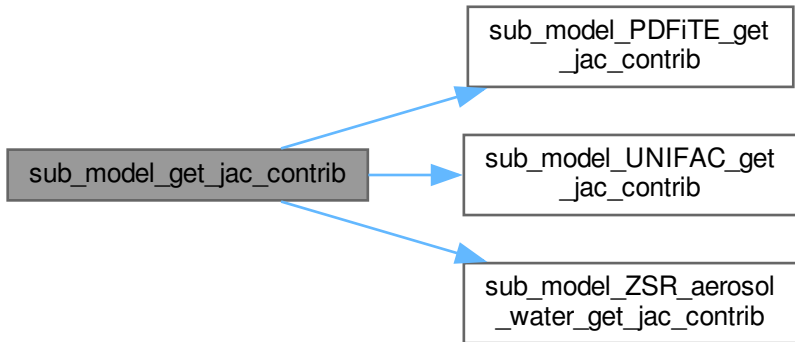 sub_model_PDFiTE_get
_jac_contrib
sub_model_get_jac_contrib
sub_model_UNIFAC_get
_jac_contrib
sub_model_ZSR_aerosol
_water_get_jac_contrib